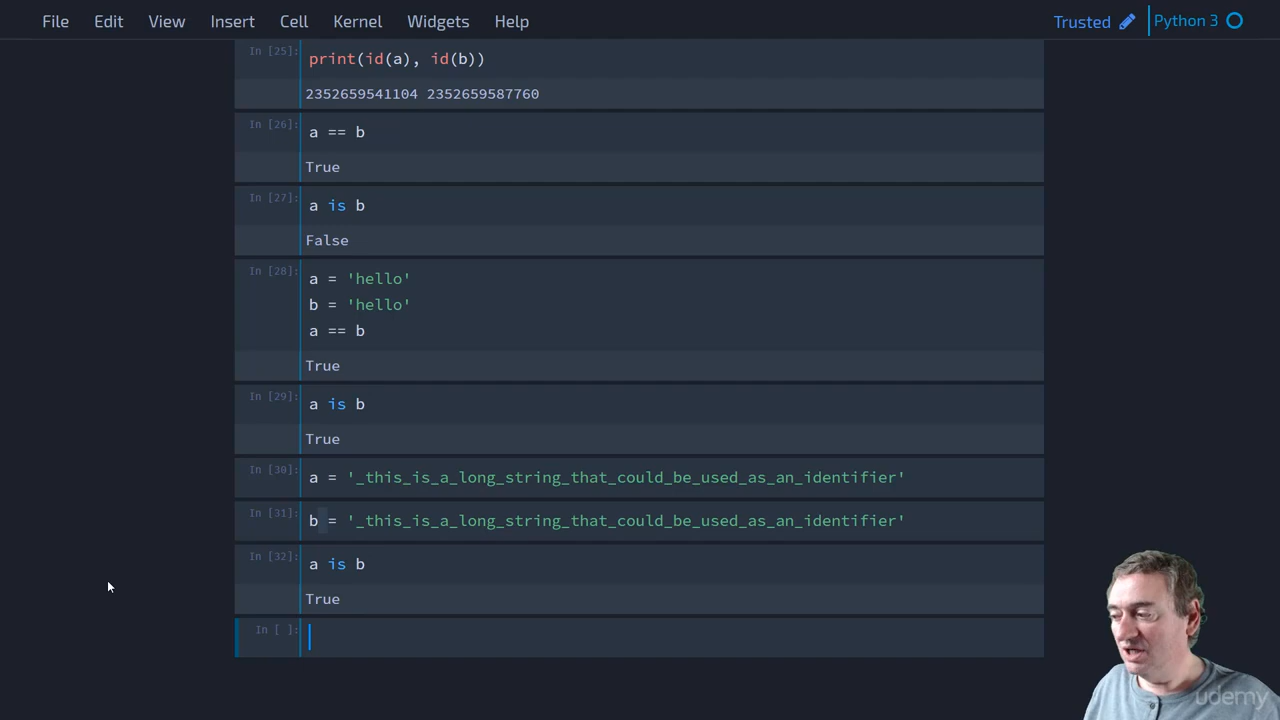 File Edit View Insert Cell Kernel Widgets Help Trusted Python 3
In [25]: print(id(a), id(b))
2352659541104 2352659587760
In [26]: a == b
True
In [27]: a is b
False
In [28]: a = 'hello'
b = 'hello'
a == b
True
In [29]: a is b
True
In [30]: a = '_this_is_a_long_string_that_could_be_used_as_an_identifier'
In [31]: b = '_this_is_a_long_string_that_could_be_used_as_an_identifier'
In [32]: a is b
True
In [ ]:
udemy